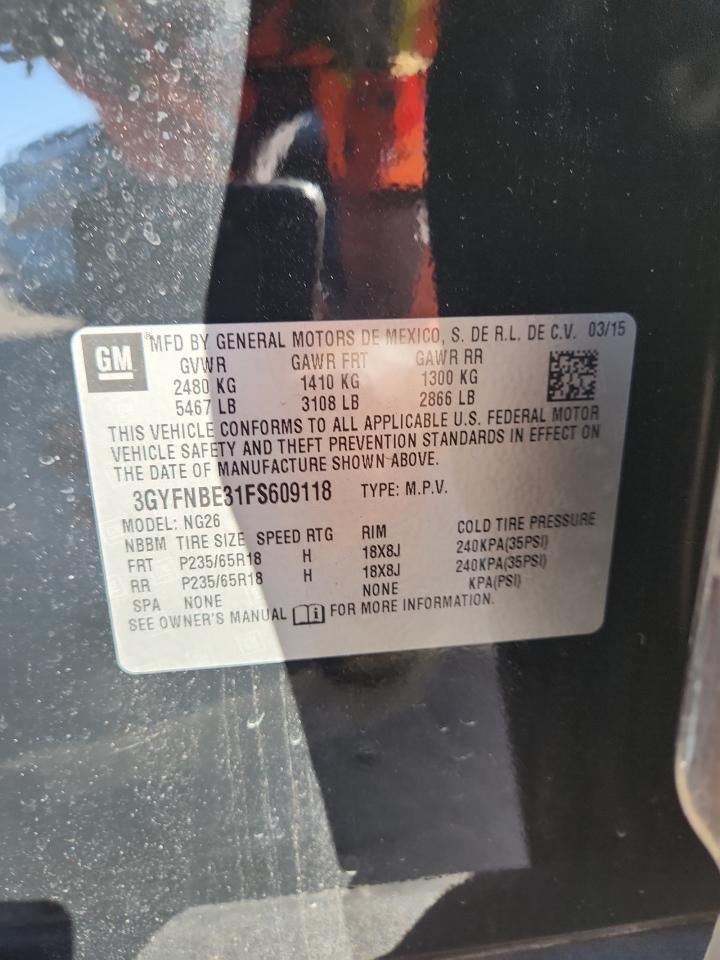 GM
® MFD BY GENERAL MOTORS DE MEXICO, S. DE R.L. DE C.V. 03/15
GVWR GAWR FRT GAWR RR
2480 KG 1410 KG 1300 KG
5467 LB 3108 LB 2866 LB
THIS VEHICLE CONFORMS TO ALL APPLICABLE U.S. FEDERAL MOTOR
VEHICLE SAFETY AND THEFT PREVENTION STANDARDS IN EFFECT ON
THE DATE OF MANUFACTURE SHOWN ABOVE.
3GYFNBE31FS609118 TYPE: M.P.V.
MODEL: NG26
NBBM TIRE SIZE SPEED RTG RIM COLD TIRE PRESSURE
FRT P235/65R18 H 18X8J 240KPA(35PSI)
RR P235/65R18 H 18X8J 240KPA(35PSI)
SPA NONE NONE KPA(PSI)
SEE OWNER'S MANUAL i FOR MORE INFORMATION.